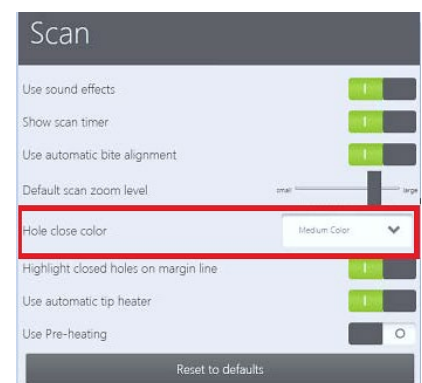 Scan
Use sound effects
Show scan timer
Use automatic bite alignment
Default scan zoom level small large
Hole close color Medium Color
Highlight closed holes on margin line
Use automatic tip heater
Use Pre-heating
Reset to defaults